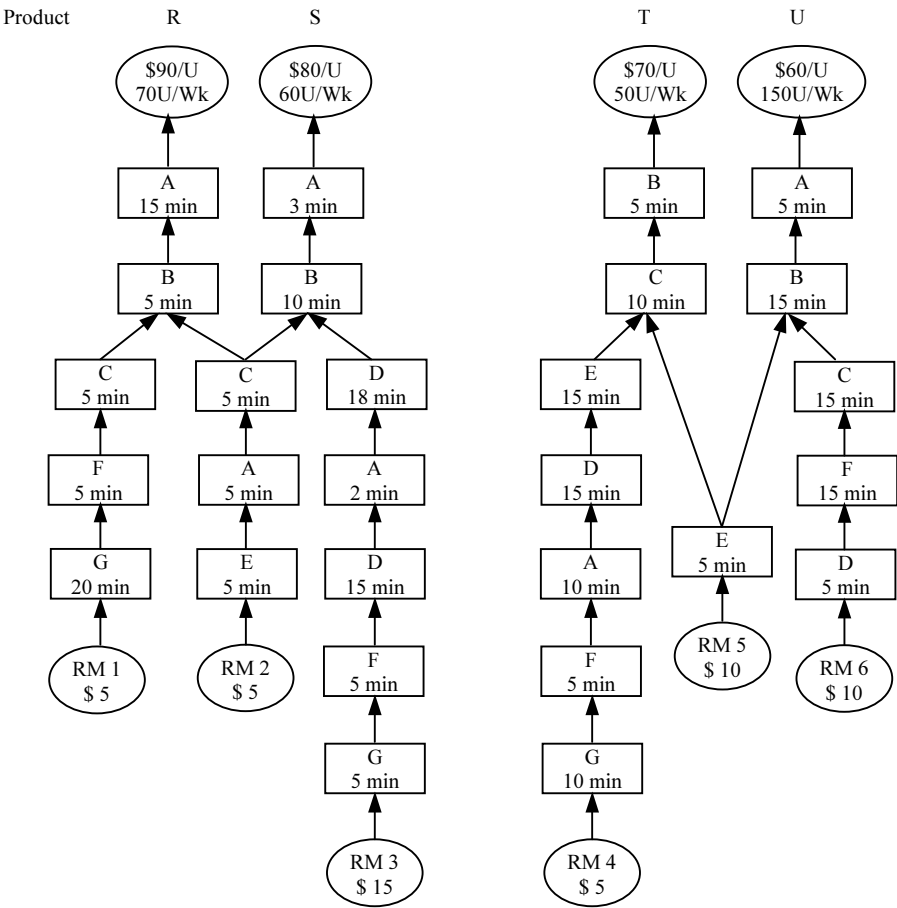 Product R S T U
$90/U
70U/Wk
$80/U
60U/Wk
$70/U
50U/Wk
$60/U
150U/Wk
A
15 min
A
3 min
B
5 min
A
5 min
B
5 min
B
10 min
C
10 min
B
15 min
C
5 min
C
5 min
D
18 min
E
15 min
C
15 min
F
5 min
A
5 min
A
2 min
D
15 min
F
15 min
G
20 min
E
5 min
D
15 min
A
10 min
E
5 min
D
5 min
RM 1
$ 5
RM 2
$ 5
F
5 min
F
5 min
RM 5
$ 10
RM 6
$ 10
G
5 min
G
10 min
RM 3
$ 15
RM 4
$ 5